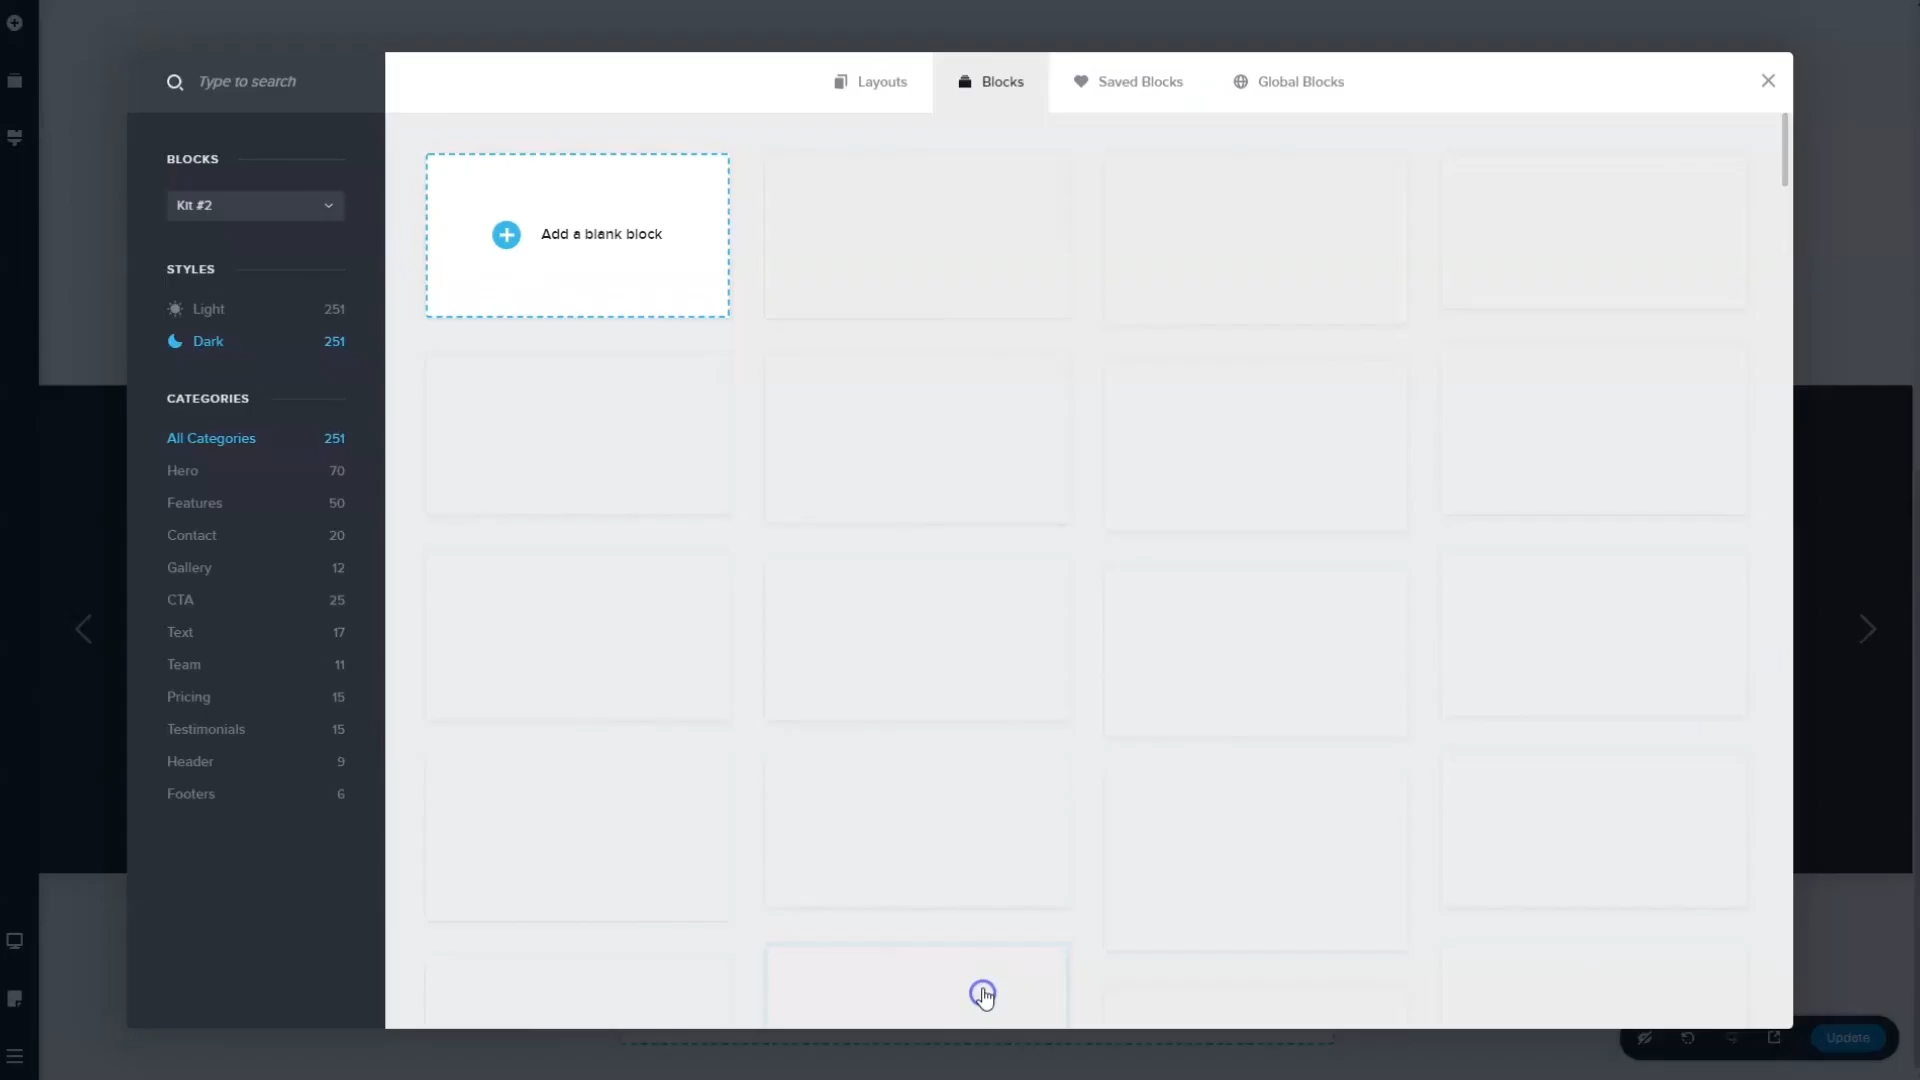 Type to search
Layouts
Blocks
Saved Blocks
Global Blocks
BLOCKS
Kit #2
STYLES
Light 251
Dark 251
CATEGORIES
All Categories 251
Hero 70
Features 50
Contact 20
Gallery 12
CTA 25
Text 17
Team 11
Pricing 15
Testimonials 15
Header 9
Footers 6
Add a blank block
Update